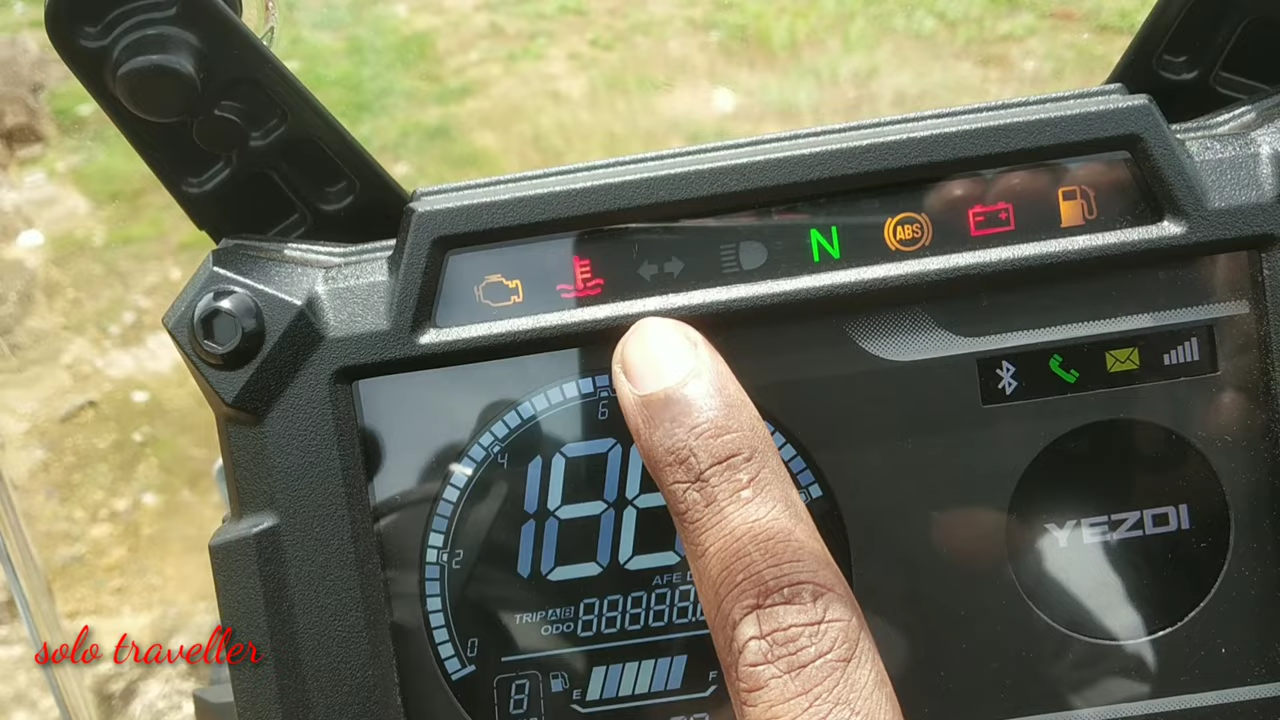 N
ABS
YEZDI
6
4
2
0
18
AFE
TRIP A B
ODO 88888
8
E F
solo traveller